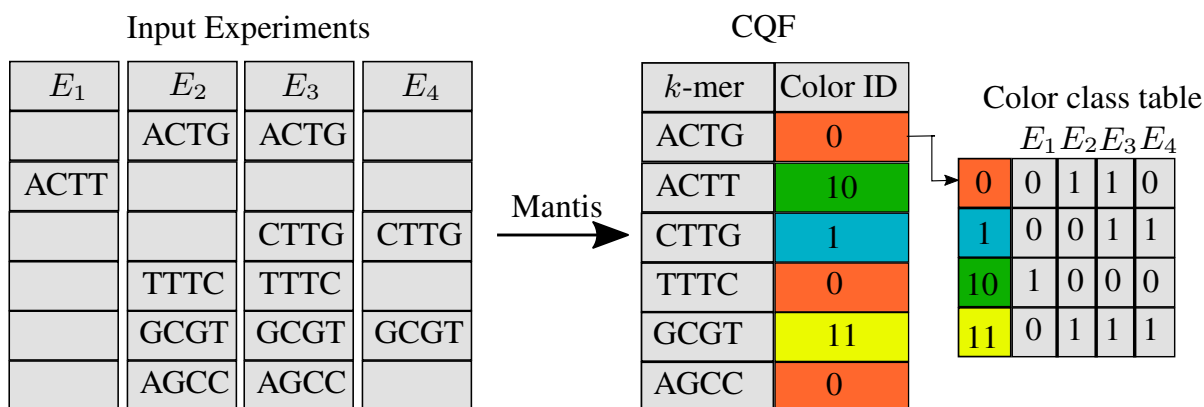 Input Experiments
CQF
E1 E2 E3 E4
k-mer Color ID
Color class table
ACTG ACTG
ACTG 0
E1 E2 E3 E4
ACTT
Mantis
ACTT 10
0 0 1 1 0
CTTG CTTG
CTTG 1
1 0 0 1 1
TTTC TTTC
TTTC 0
10 1 0 0 0
GCGT GCGT GCGT
GCGT 11
11 0 1 1 1
AGCC AGCC
AGCC 0